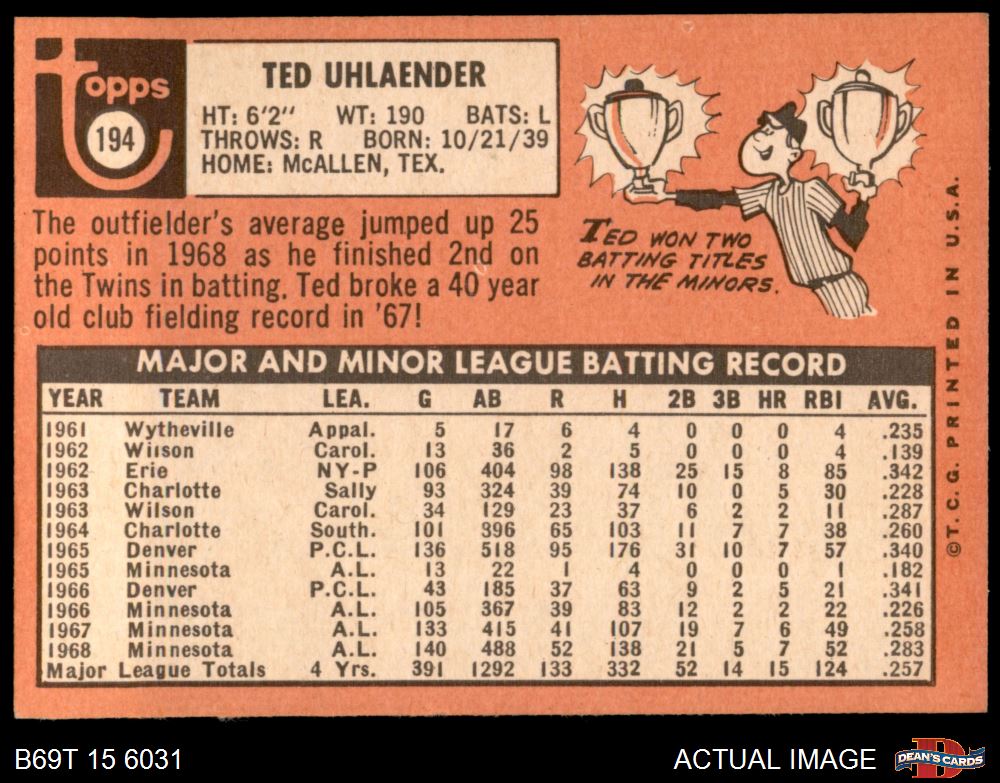 topps
194
TED UHLAENDER
HT: 6'2" WT: 190 BATS: L
THROWS: R BORN: 10/21/39
HOME: McALLEN, TEX.
The outfielder's average jumped up 25
points in 1968 as he finished 2nd on
the Twins in batting. Ted broke a 40 year
old club fielding record in '67!
TED WON TWO
BATTING TITLES
IN THE MINORS.
©T.C.G. PRINTED IN U.S.A.
MAJOR AND MINOR LEAGUE BATTING RECORD
YEAR TEAM LEA. G AB R H 2B 3B HR RBI AVG.
1961 Wytheville Appal. 5 17 6 4 0 0 0 4 .235
1962 Wilson Carol. 13 36 2 5 0 0 0 4 .139
1962 Erie NY-P 106 404 98 138 25 15 8 85 .342
1963 Charlotte Sally 93 324 39 74 10 0 5 30 .228
1963 Wilson Carol. 34 129 23 37 6 2 2 11 .287
1964 Charlotte South. 101 396 65 103 11 7 7 38 .260
1965 Denver P.C.L. 136 518 95 176 31 10 7 57 .340
1965 Minnesota A.L. 13 22 1 4 0 0 0 1 .182
1966 Denver P.C.L. 43 185 37 63 9 2 5 21 .341
1966 Minnesota A.L. 105 367 39 83 12 2 2 22 .226
1967 Minnesota A.L. 133 415 41 107 19 7 6 49 .258
1968 Minnesota A.L. 140 488 52 138 21 5 7 52 .283
Major League Totals 4 Yrs. 391 1292 133 332 52 14 15 124 .257
B69T 15 6031
ACTUAL IMAGE
D
DEAN'S CARDS